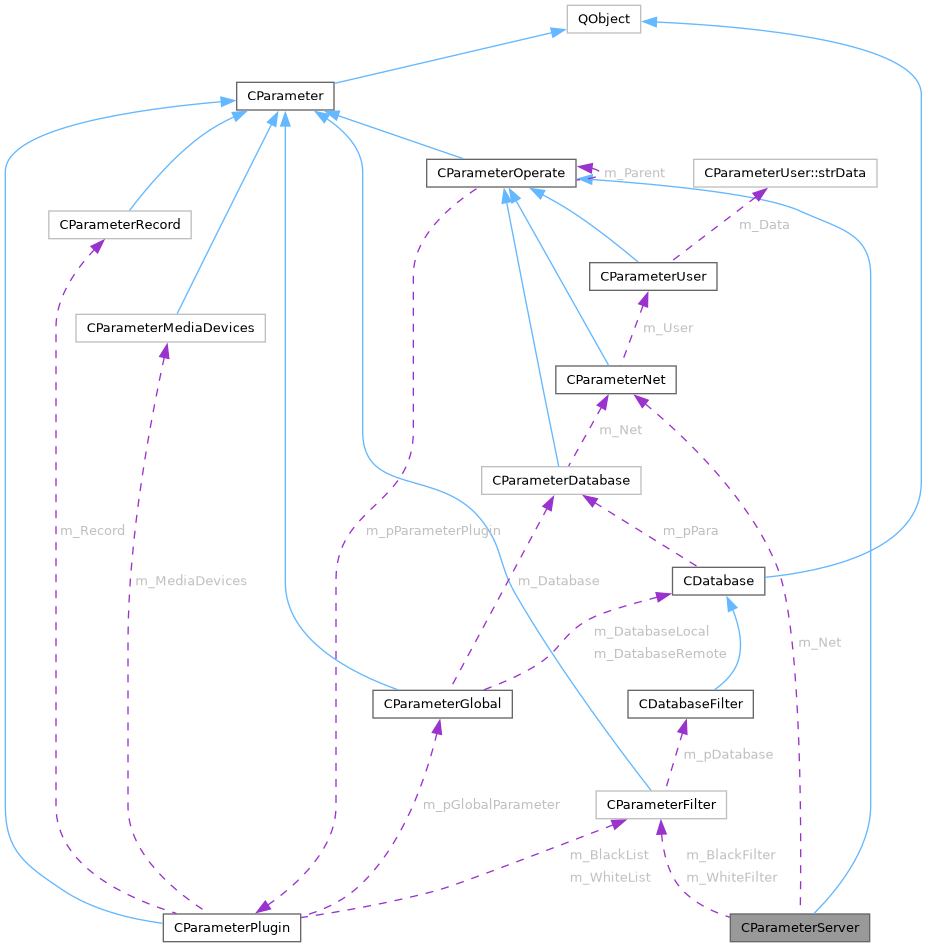 QObject
CParameter
CParameterOperate
m_Parent
CParameterUser::strData
CParameterRecord
m_Data
CParameterUser
CParameterMediaDevices
m_User
CParameterNet
m_Net
CParameterDatabase
m_Record
m_pParameterPlugin
m_pPara
m_MediaDevices
m_Database
CDatabase
m_DatabaseLocal
m_DatabaseRemote
m_Net
CParameterGlobal
CDatabaseFilter
m_pDatabase
m_pGlobalParameter
CParameterFilter
m_BlackList
m_WhiteList
m_BlackFilter
m_WhiteFilter
CParameterPlugin
CParameterServer